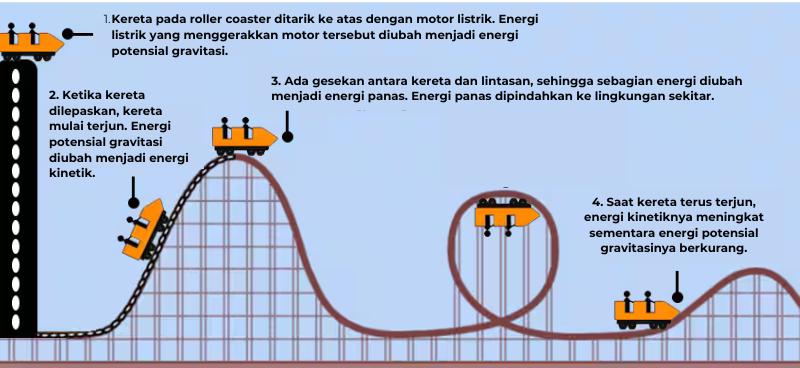 1.Kereta pada roller coaster ditarik ke atas dengan motor listrik. Energi
listrik yang menggerakkan motor tersebut diubah menjadi energi
potensial gravitasi.
2. Ketika kereta
dilepaskan, kereta
mulai terjun. Energi
potensial gravitasi
diubah menjadi energi
kinetik.
3. Ada gesekan antara kereta dan lintasan, sehingga sebagian energi diubah
menjadi energi panas. Energi panas dipindahkan ke lingkungan sekitar.
4. Saat kereta terus terjun,
energi kinetiknya meningkat
sementara energi potensial
gravitasinya berkurang.